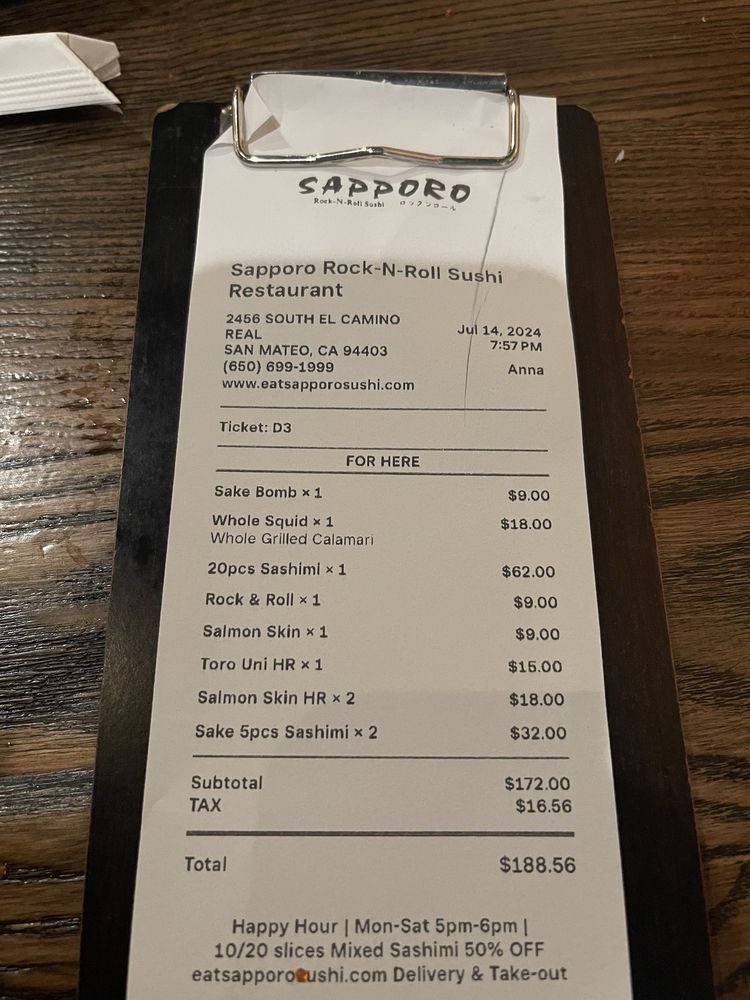 SAPPORO
Rock-N-Roll Sushi ロックンロール
Sapporo Rock-N-Roll Sushi
Restaurant
2456 SOUTH EL CAMINO
REAL
SAN MATEO, CA 94403
(650) 699-1999
www.eatsapporosushi.com
Jul 14, 2024
7:57 PM
Anna
Ticket: D3
FOR HERE
Sake Bomb × 1 $9.00
Whole Squid × 1 $18.00
Whole Grilled Calamari
20pcs Sashimi × 1 $62.00
Rock & Roll × 1 $9.00
Salmon Skin × 1 $9.00
Toro Uni HR × 1 $15.00
Salmon Skin HR × 2 $18.00
Sake 5pcs Sashimi × 2 $32.00
Subtotal $172.00
TAX $16.56
Total $188.56
Happy Hour | Mon-Sat 5pm-6pm |
10/20 slices Mixed Sashimi 50% OFF
eatsapporosushi.com Delivery & Take-out